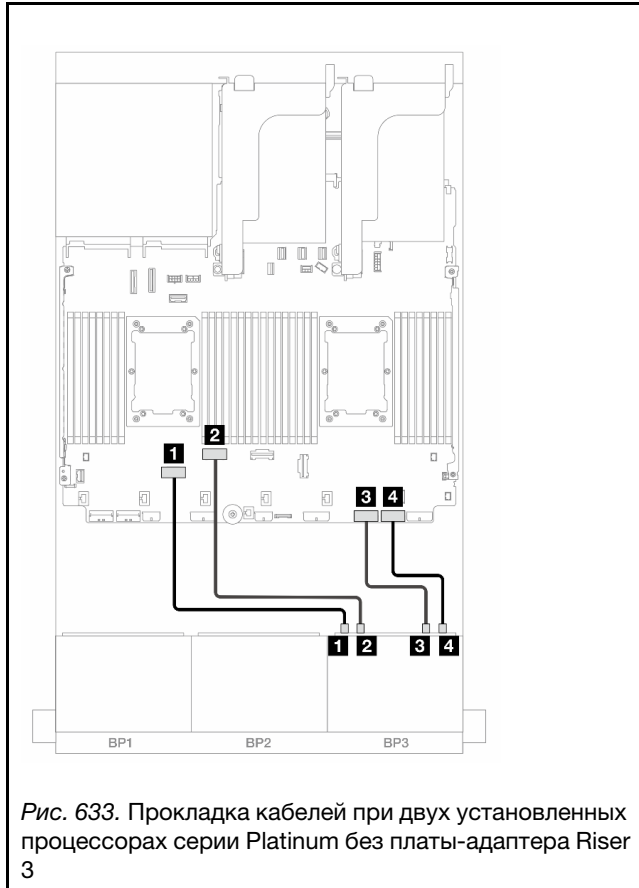 1
2
3 4
1 2 3 4
BP1 BP2 BP3
Рис. 633. Прокладка кабелей при двух установленных
процессорах серии Platinum без платы-адаптера Riser
3